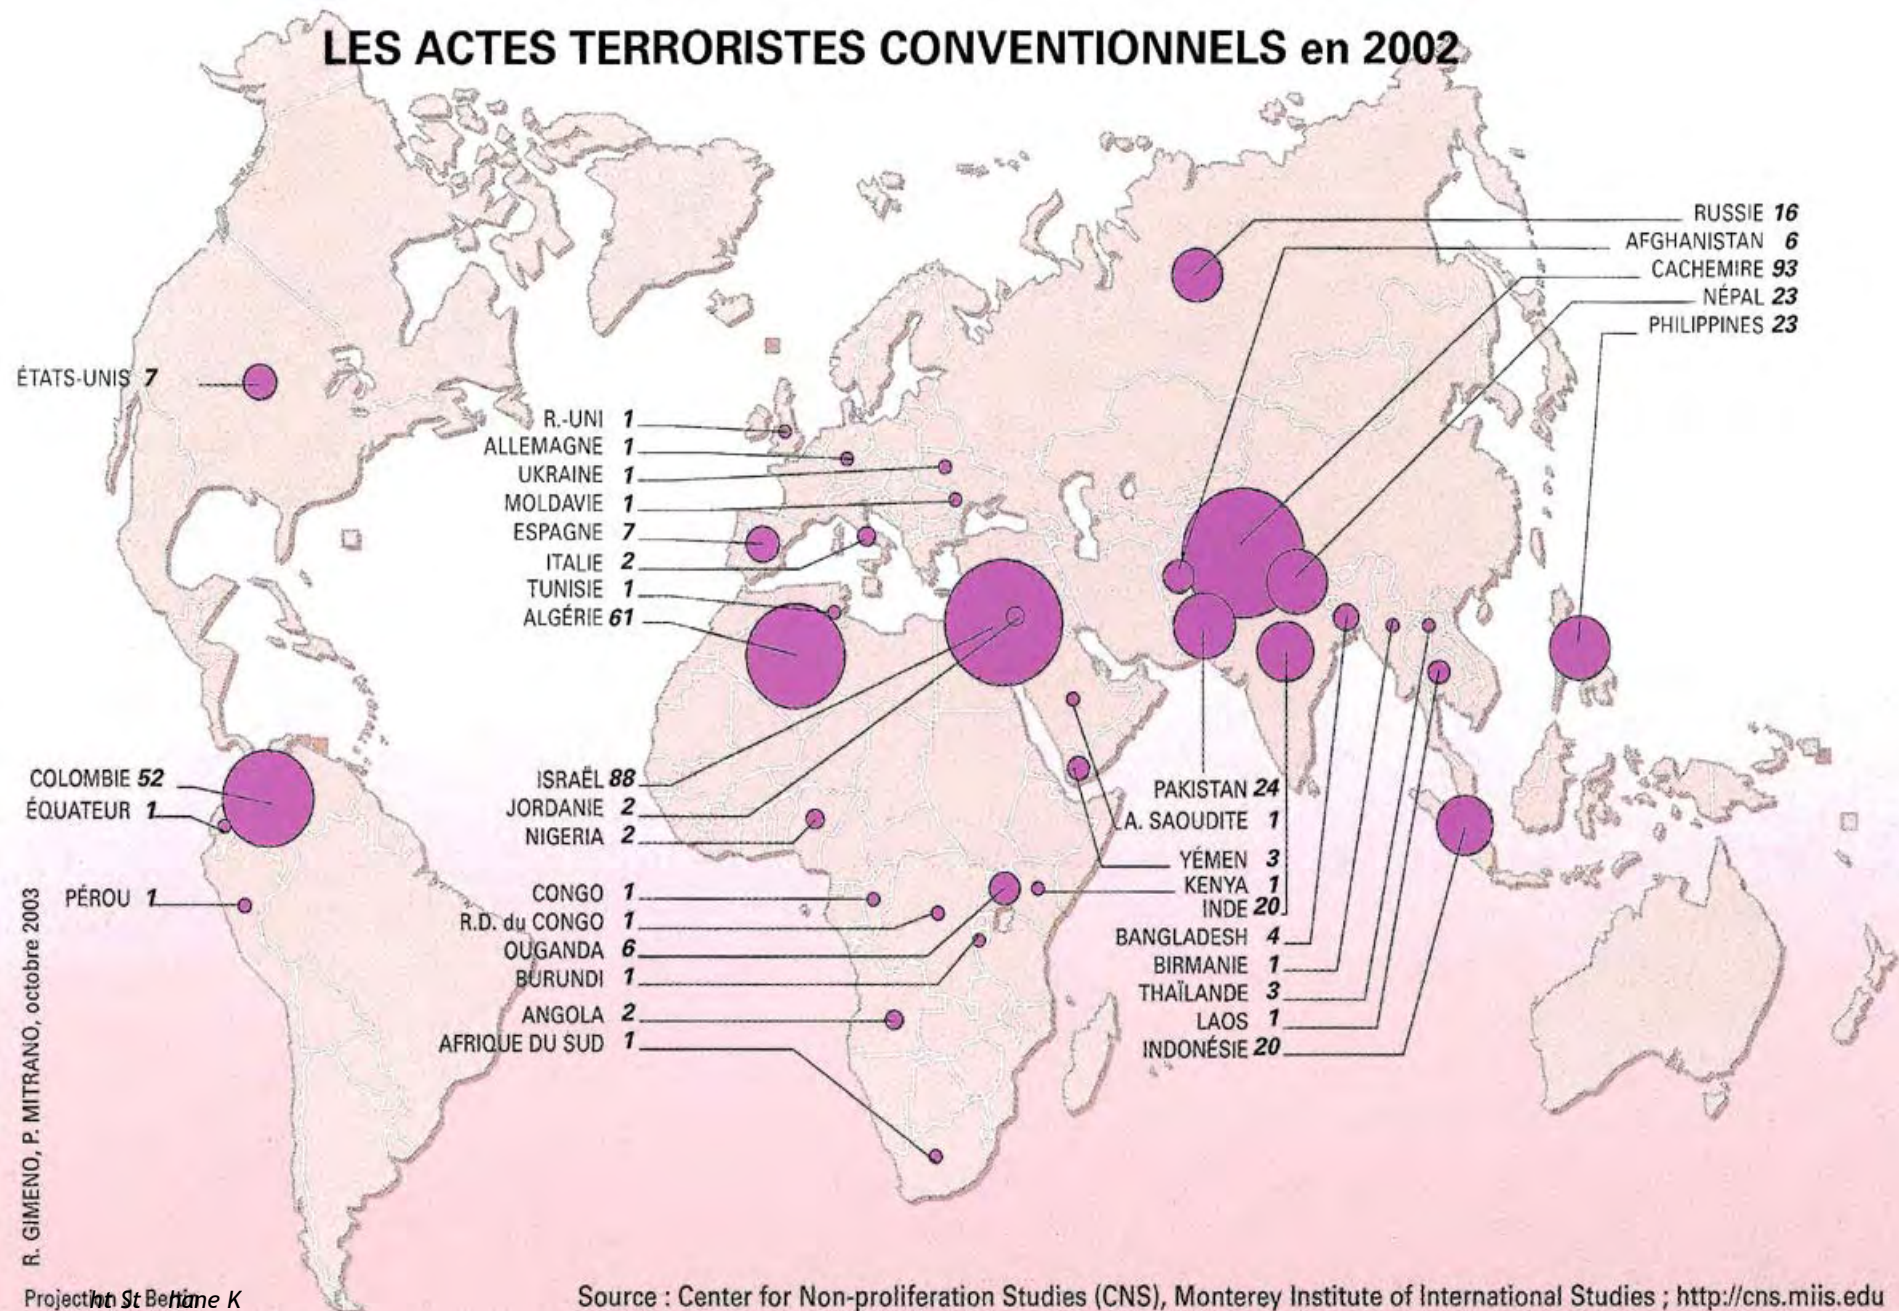 LES ACTES TERRORISTES CONVENTIONNELS en 2002
RUSSIE 16
AFGHANISTAN 6
CACHEMIRE 93
NÉPAL 23
PHILIPPINES 23
ÉTATS-UNIS 7
R.-UNI 1
ALLEMAGNE 1
UKRAINE 1
MOLDAVIE 1
ESPAGNE 7
ITALIE 2
TUNISIE 1
ALGÉRIE 61
COLOMBIE 52
ÉQUATEUR 1
PÉROU 1
ISRAËL 88
JORDANIE 2
NIGERIA 2
CONGO 1
R.D. du CONGO 1
OUGANDA 6
BURUNDI 1
ANGOLA 2
AFRIQUE DU SUD 1
PAKISTAN 24
A. SAOUDITE 1
YÉMEN 3
KENYA 1
INDE 20
BANGLADESH 4
BIRMANIE 1
THAÏLANDE 3
LAOS 1
INDONÉSIE 20
R. GIMENO, P. MITRANO, octobre 2003
Source : Center for Non-proliferation Studies (CNS), Monterey Institute of International Studies ; http://cns.miis.edu